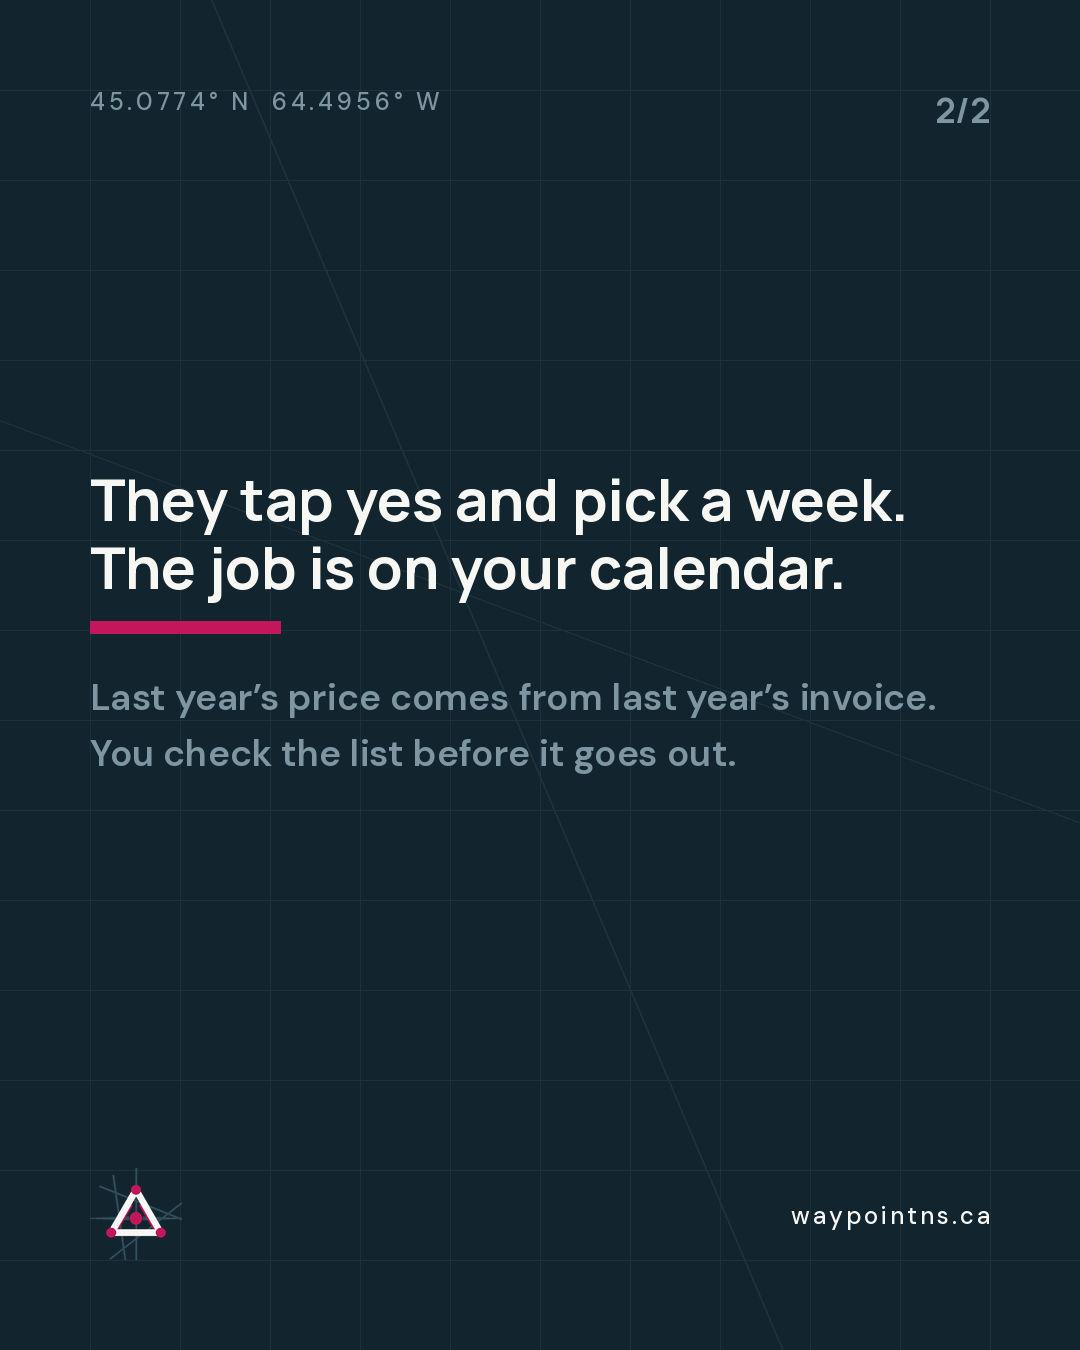 45.0774° N  64.4956° W
2/2
They tap yes and pick a week.
The job is on your calendar.
Last year’s price comes from last year’s invoice.
You check the list before it goes out.
waypointns.ca